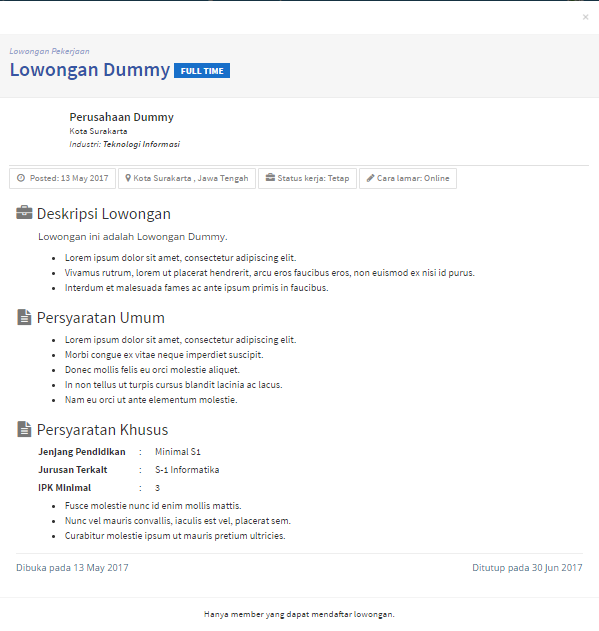 ×
Lowongan Pekerjaan
Lowongan Dummy FULL TIME
Perusahaan Dummy
Kota Surakarta
Industri: Teknologi Informasi
Posted: 13 May 2017 Kota Surakarta , Jawa Tengah Status kerja: Tetap Cara lamar: Online
Deskripsi Lowongan
Lowongan ini adalah Lowongan Dummy.
• Lorem ipsum dolor sit amet, consectetur adipiscing elit.
• Vivamus rutrum, lorem ut placerat hendrerit, arcu eros faucibus eros, non euismod ex nisi id purus.
• Interdum et malesuada fames ac ante ipsum primis in faucibus.
Persyaratan Umum
• Lorem ipsum dolor sit amet, consectetur adipiscing elit.
• Morbi congue ex vitae neque imperdiet suscipit.
• Donec mollis felis eu orci molestie aliquet.
• In non tellus ut turpis cursus blandit lacinia ac lacus.
• Nam eu orci ut ante elementum molestie.
Persyaratan Khusus
Jenjang Pendidikan : Minimal S1
Jurusan Terkait : S-1 Informatika
IPK Minimal : 3
• Fusce molestie nunc id enim mollis mattis.
• Nunc vel mauris convallis, iaculis est vel, placerat sem.
• Curabitur molestie ipsum ut mauris pretium ultricies.
Dibuka pada 13 May 2017 Ditutup pada 30 Jun 2017
Hanya member yang dapat mendaftar lowongan.